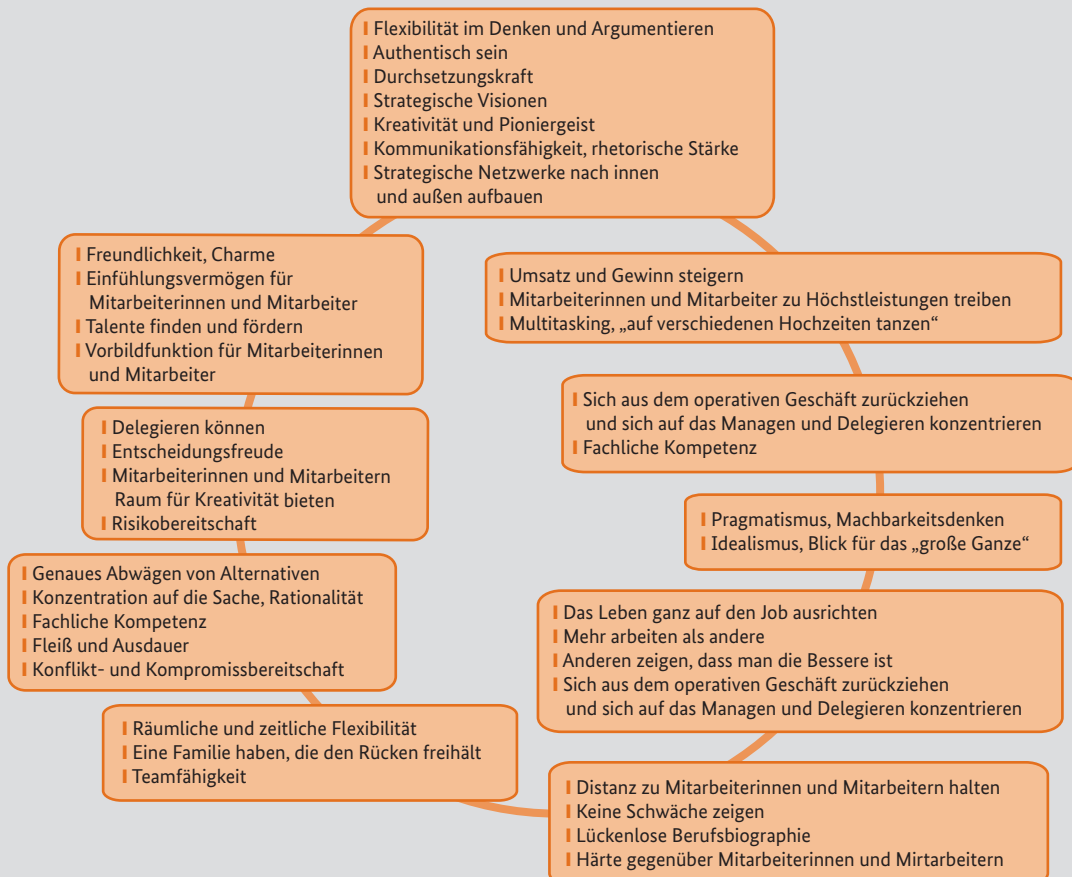 Flexibilität im Denken und Argumentieren
Authentisch sein
Durchsetzungskraft
Strategische Visionen
Kreativität und Pioniergeist
Kommunikationsfähigkeit, rhetorische Stärke
Strategische Netzwerke nach innen
und außen aufbauen
Freundlichkeit, Charme
Einfühlungsvermögen für
Mitarbeiterinnen und Mitarbeiter
Talente finden und fördern
Vorbildfunktion für Mitarbeiterinnen
und Mitarbeiter
Umsatz und Gewinn steigern
Mitarbeiterinnen und Mitarbeiter zu Höchstleistungen treiben
Multitasking, „auf verschiedenen Hochzeiten tanzen“
Delegieren können
Entscheidungsfreude
Mitarbeiterinnen und Mitarbeitern
Raum für Kreativität bieten
Risikobereitschaft
Sich aus dem operativen Geschäft zurückziehen
und sich auf das Managen und Delegieren konzentrieren
Fachliche Kompetenz
Pragmatismus, Machbarkeitsdenken
Idealismus, Blick für das „große Ganze“
Genaues Abwägen von Alternativen
Konzentration auf die Sache, Rationalität
Fachliche Kompetenz
Fleiß und Ausdauer
Konflikt- und Kompromissbereitschaft
Das Leben ganz auf den Job ausrichten
Mehr arbeiten als andere
Anderen zeigen, dass man die Bessere ist
Sich aus dem operativen Geschäft zurückziehen
und sich auf das Managen und Delegieren konzentrieren
Räumliche und zeitliche Flexibilität
Eine Familie haben, die den Rücken freihält
Teamfähigkeit
Distanz zu Mitarbeiterinnen und Mitarbeitern halten
Keine Schwäche zeigen
Lückenlose Berufsbiographie
Härte gegenüber Mitarbeiterinnen und Mirtarbeitern